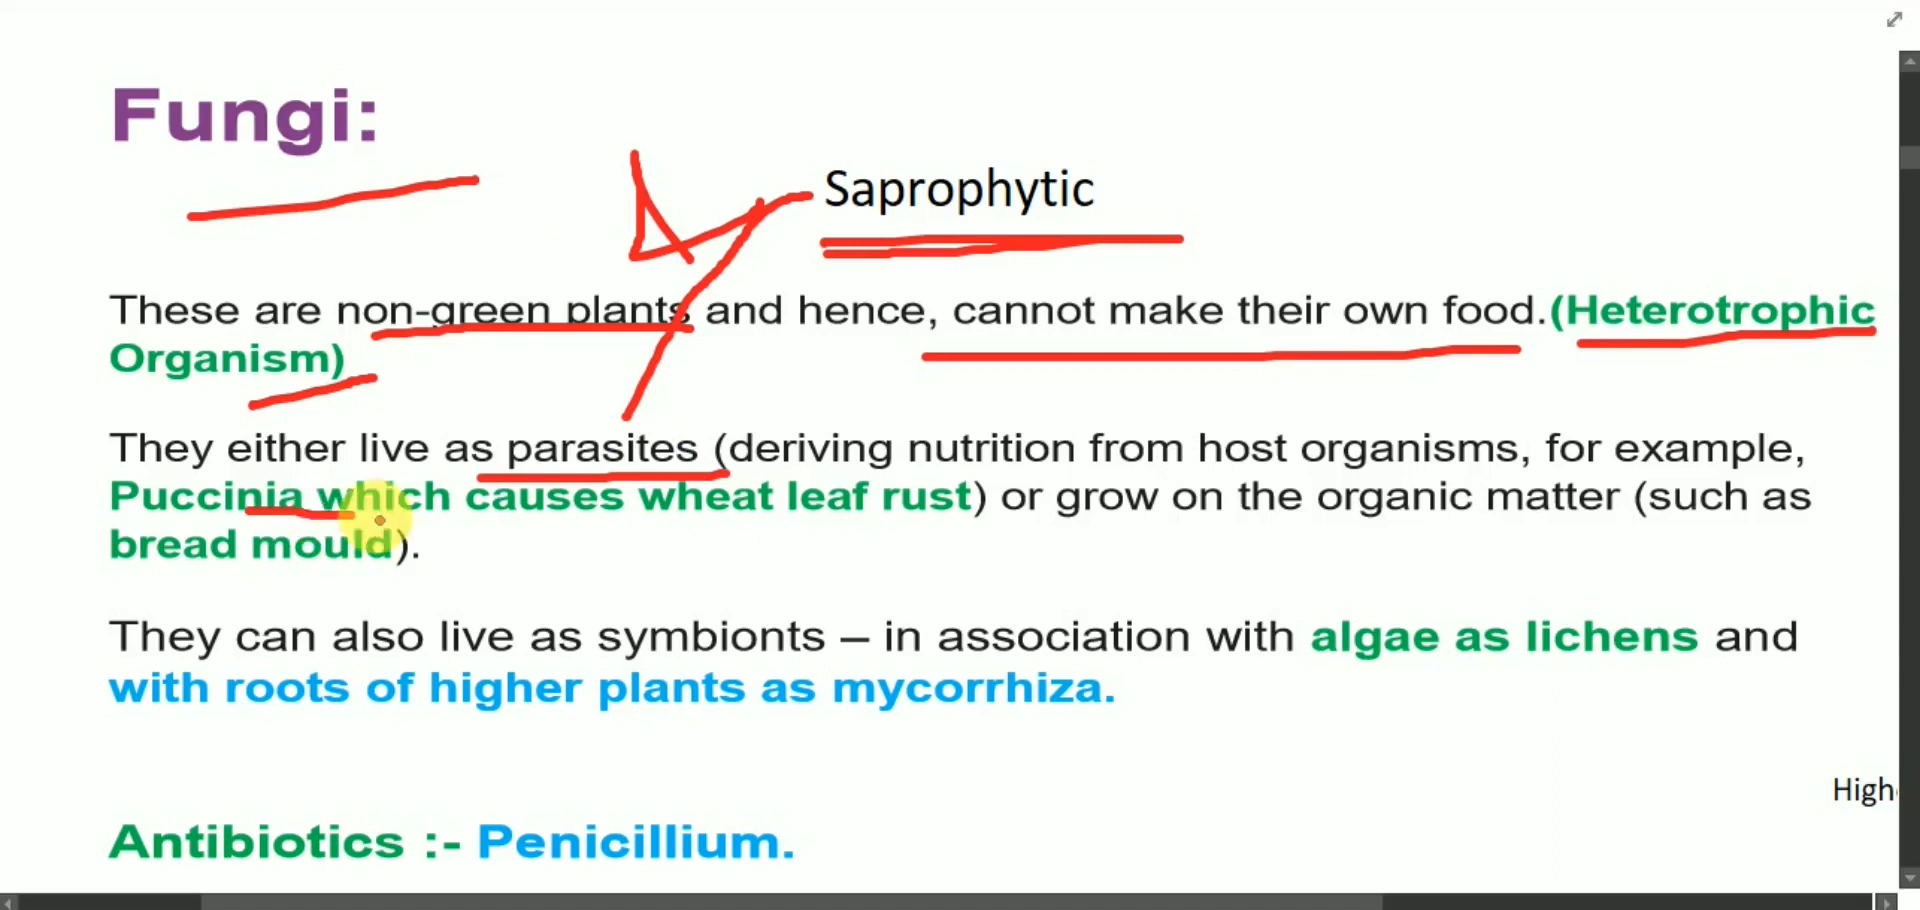 Fungi:
Saprophytic
These are non-green plants and hence, cannot make their own food.(Heterotrophic
Organism)
They either live as parasites (deriving nutrition from host organisms, for example,
Puccinia which causes wheat leaf rust) or grow on the organic matter (such as
bread mould).
They can also live as symbionts – in association with algae as lichens and
with roots of higher plants as mycorrhiza.
High
Antibiotics :- Penicillium.